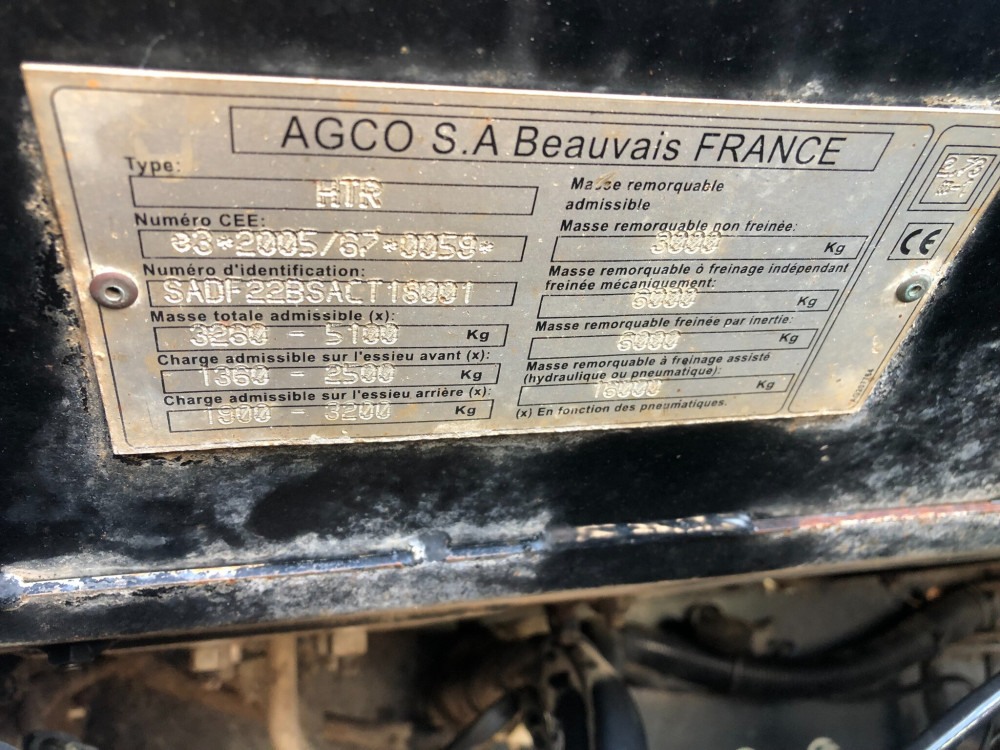 AGCO S.A Beauvais FRANCE
Type:
HTR
Numéro CEE:
e3*2005/67*0059*
Numéro d'identification:
SADF22BSACT18001
Masse totale admissible (x):
3260 - 5100 Kg
Charge admissible sur l'essieu avant (x):
1360 - 2500 Kg
Charge admissible sur l'essieu arrière (x):
1900 - 3200 Kg
Masse remorquable
admissible
Masse remorquable non freinée:
3000 Kg
Masse remorquable ô freinage indépendant
freinée mécaniquement:
6000 Kg
Masse remorquable freinée par inertie:
6000 Kg
Masse remorquable à freinage assisté
(hydraulique ou pneumatique):
16000 Kg
(x) En fonction des pneumatiques.
CE